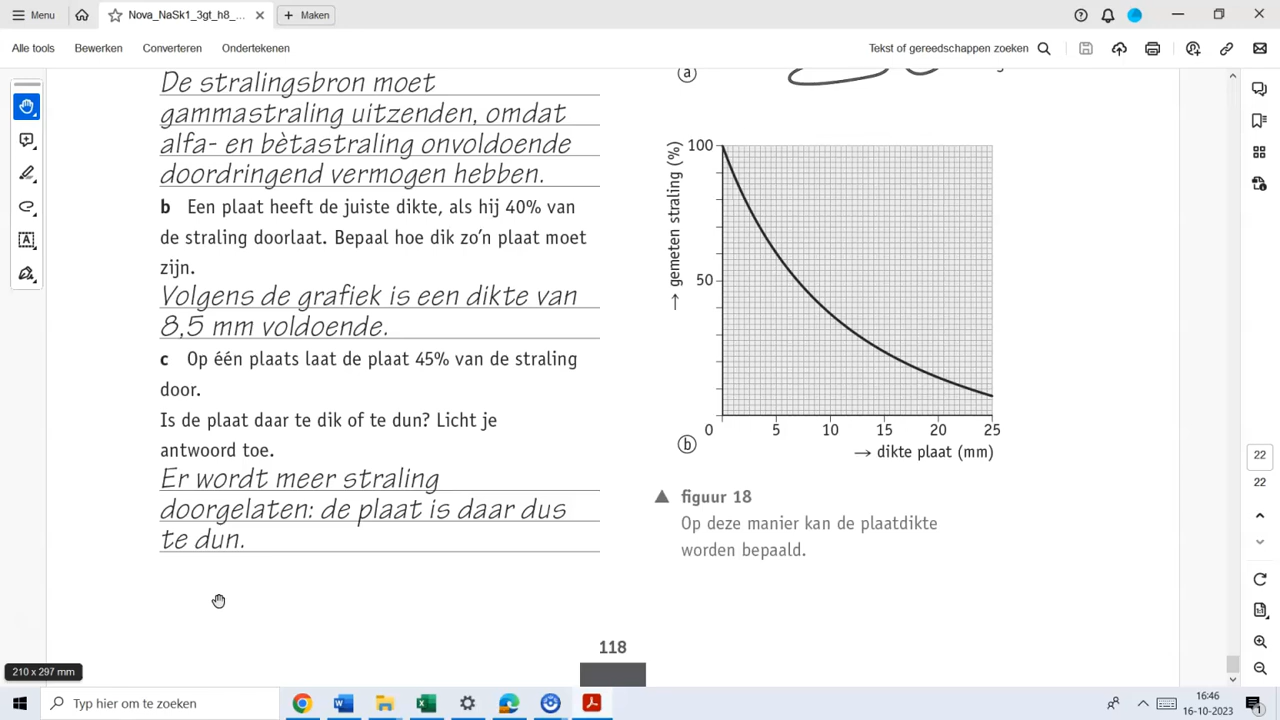 Menu
Nova_NaSk1_3gt_h8_...
Maken
Alle tools
Bewerken
Converteren
Ondertekenen
Tekst of gereedschappen zoeken
De stralingsbron moet
gammastraling uitzenden, omdat
alfa- en bètastraling onvoldoende
doordringend vermogen hebben.
b Een plaat heeft de juiste dikte, als hij 40% van
de straling doorlaat. Bepaal hoe dik zo'n plaat moet
zijn.
Volgens de grafiek is een dikte van
8,5 mm voldoende.
c Op één plaats laat de plaat 45% van de straling
door.
Is de plaat daar te dik of te dun? Licht je
antwoord toe.
Er wordt meer straling
doorgelaten: de plaat is daar dus
te dun.
118
a
→ gemeten straling (%)
100
50
0 5 10 15 20 25
→ dikte plaat (mm)
b
▲ figuur 18
Op deze manier kan de plaatdikte
worden bepaald.
22
22
210 x 297 mm
Typ hier om te zoeken
16:46
16-10-2023
1